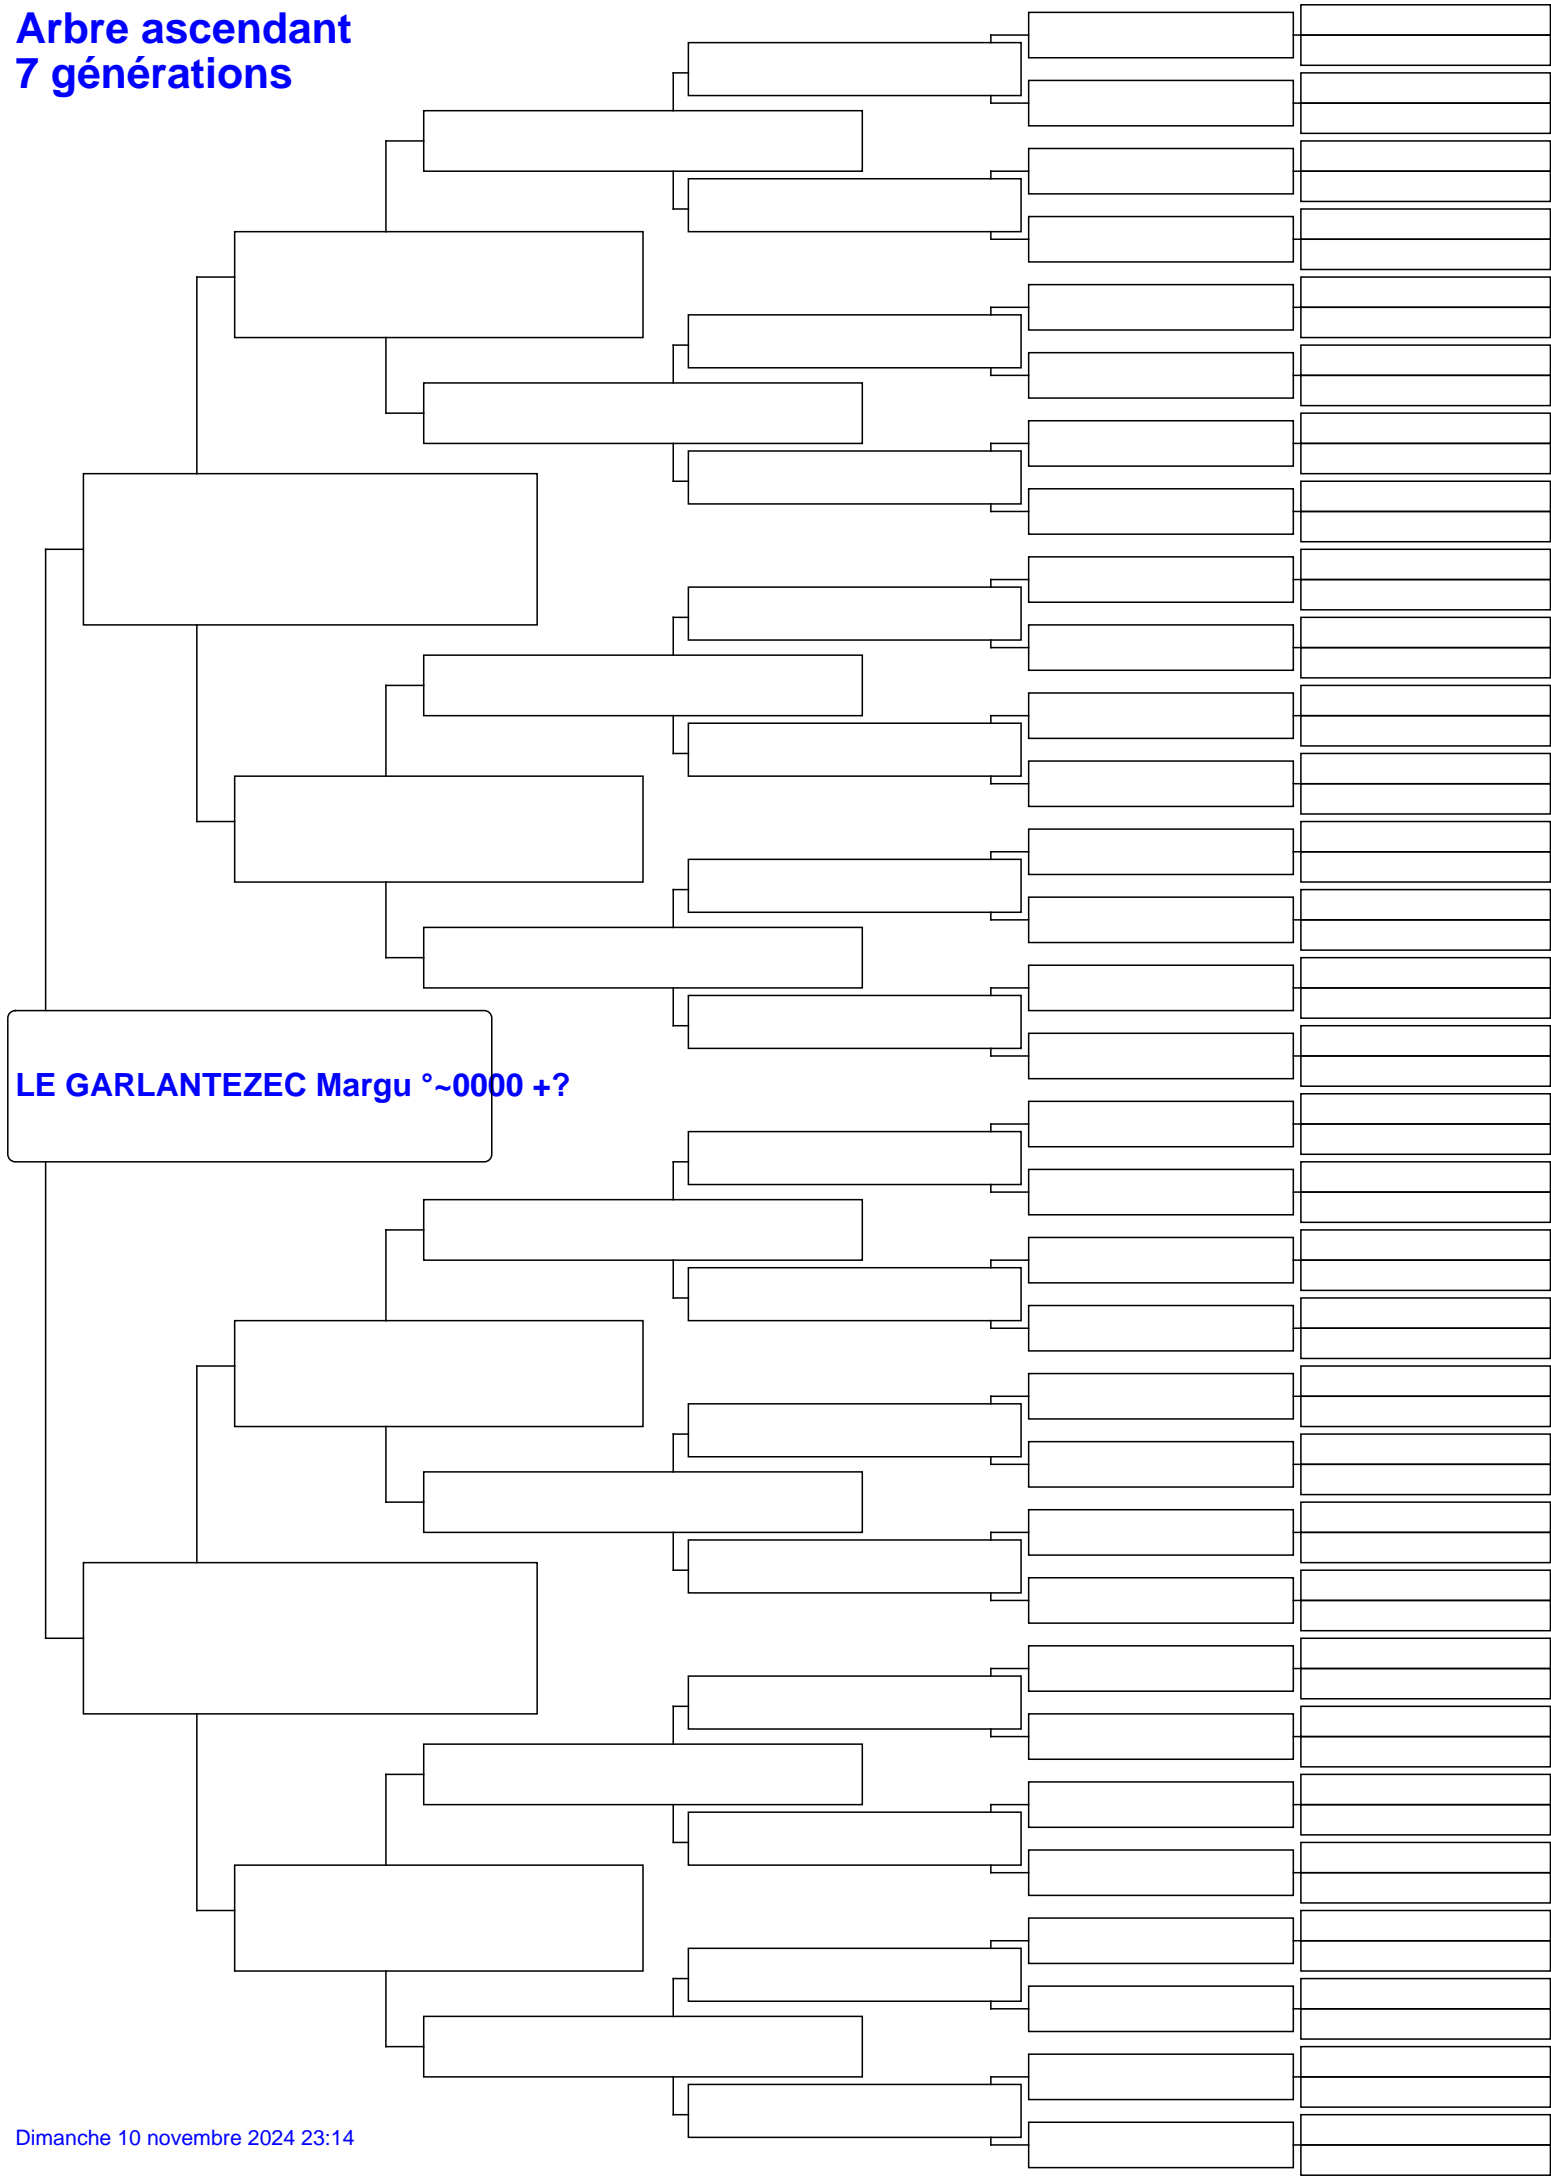 Arbre ascendant
7 générations
LE GARLANTEZEC Margu °~0000 +?
Dimanche 10 novembre 2024 23:14